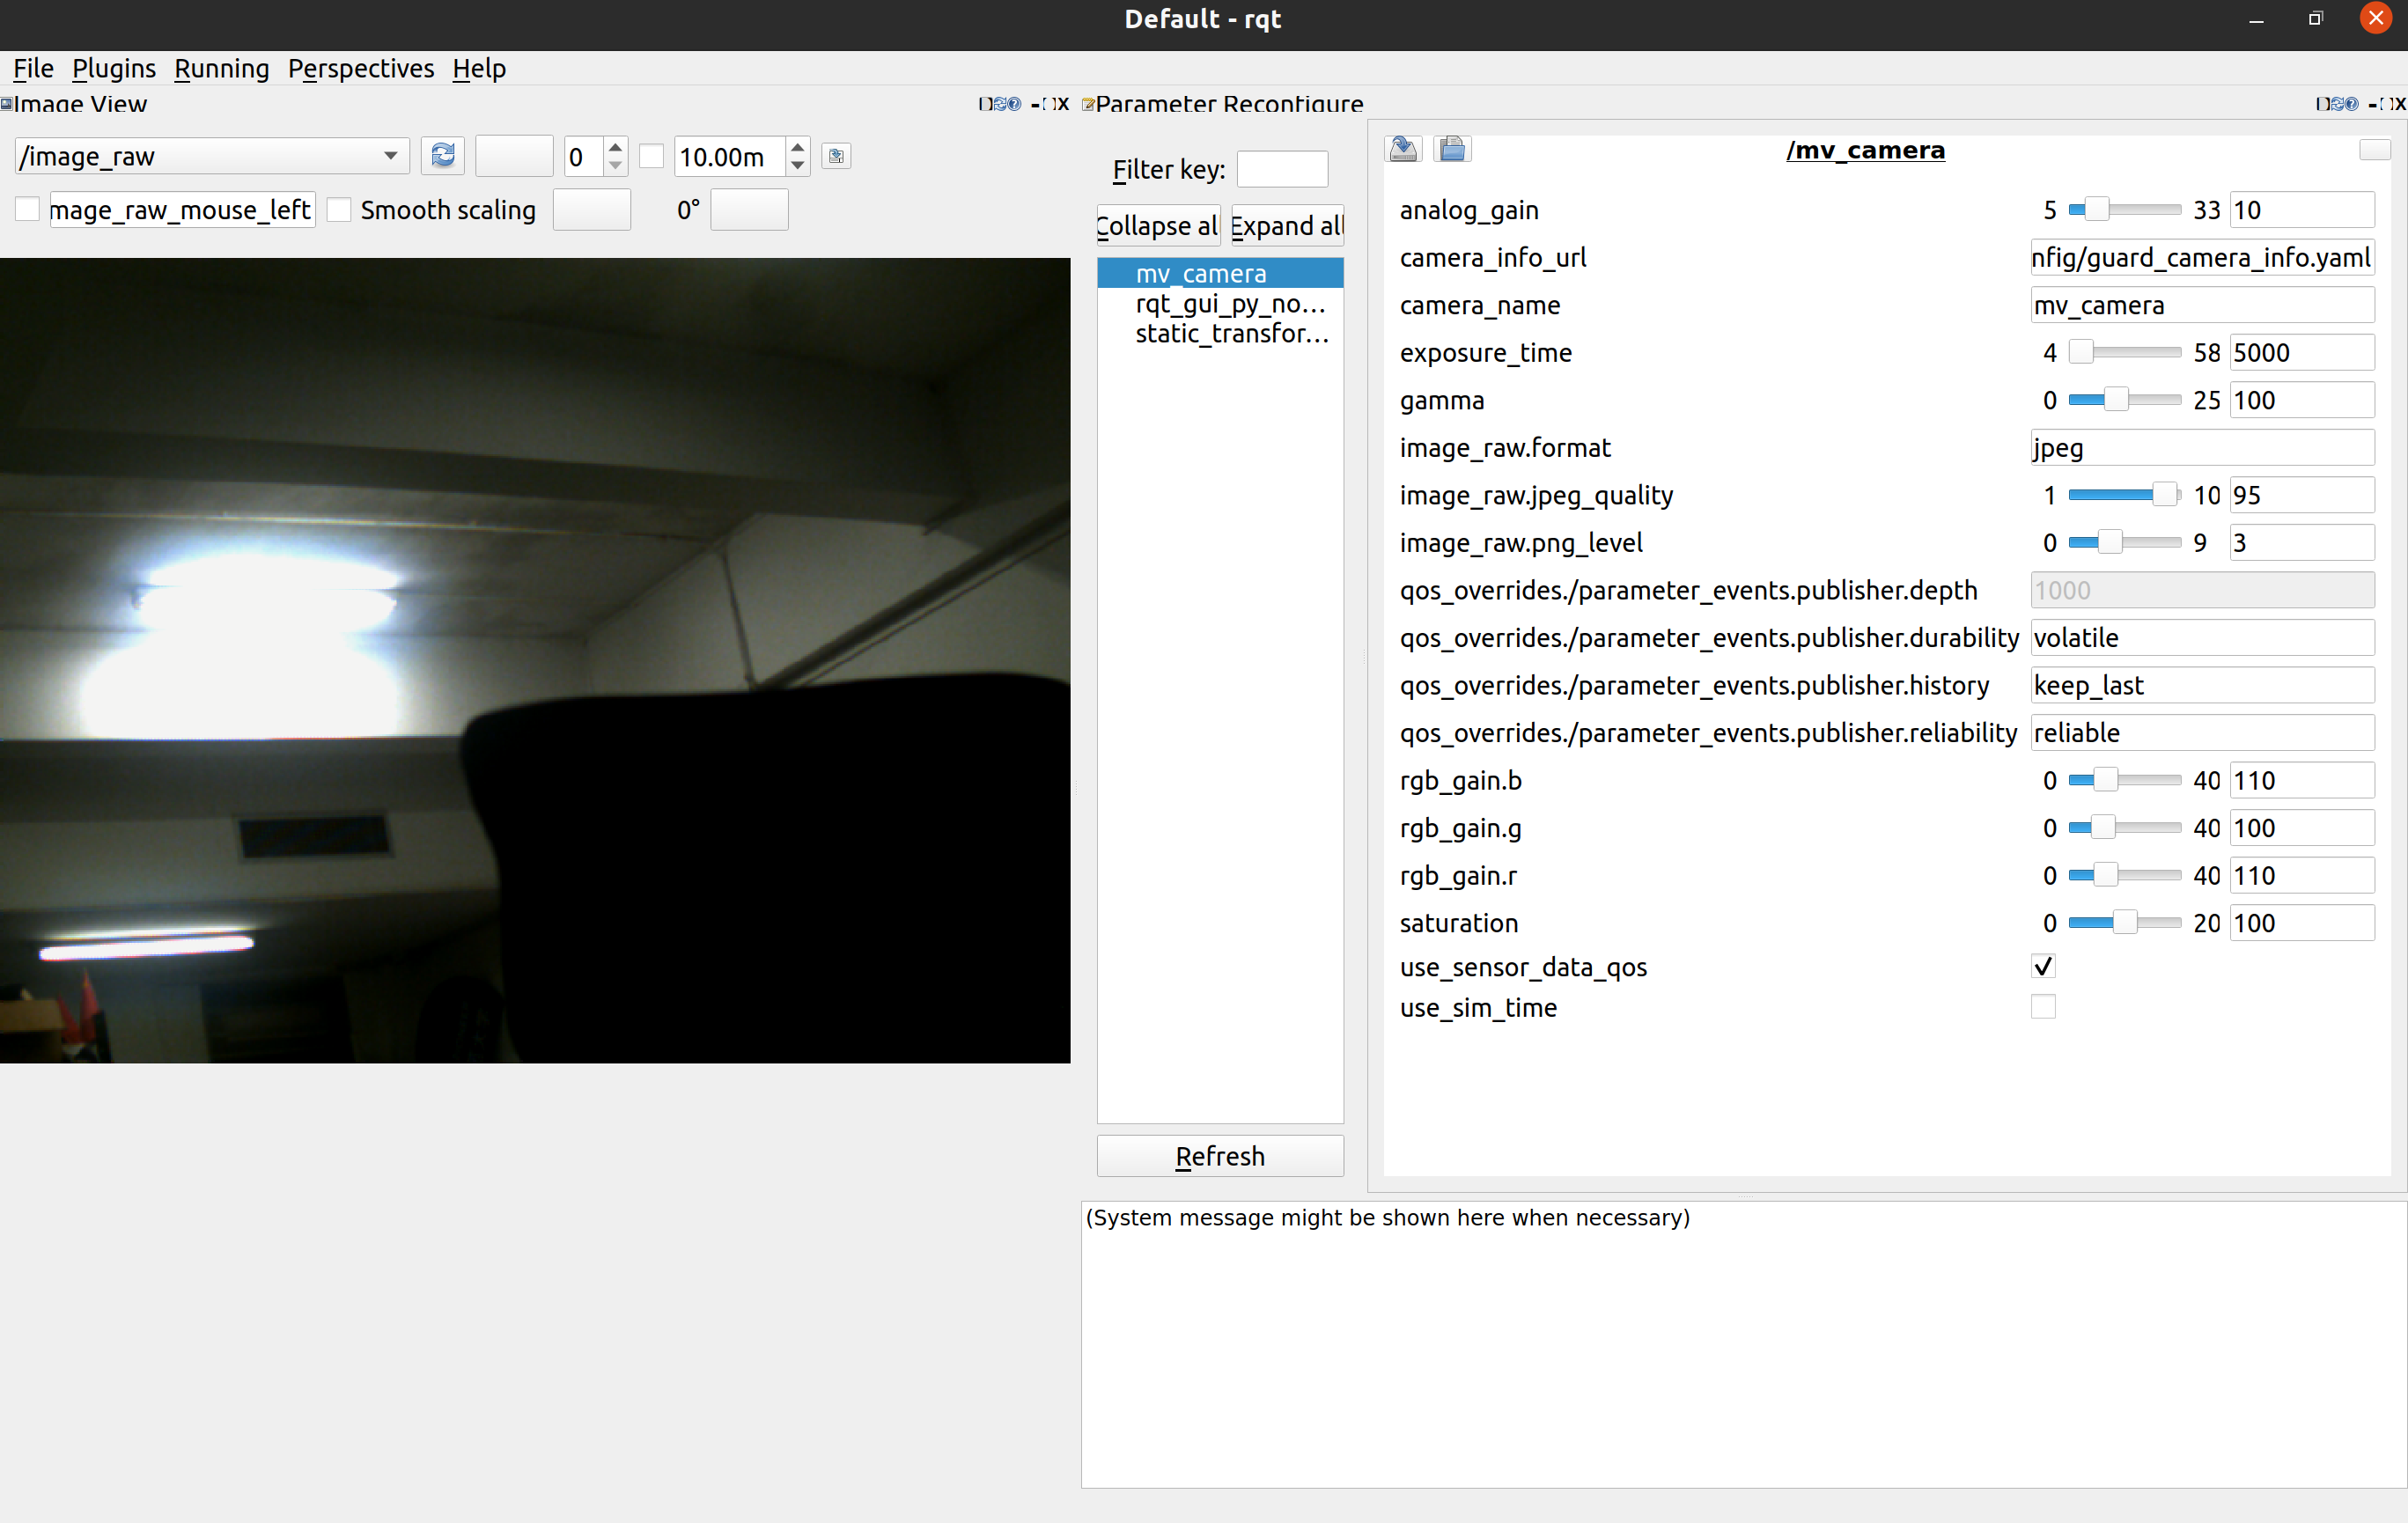 Default - rqt
File Plugins Running Perspectives Help
Image View
/image_raw
0
10.00m
mage_raw_mouse_left
Smooth scaling
0°
Parameter Reconfigure
Filter key:
Collapse all
Expand all
mv_camera
rqt_gui_py_no...
static_transfor...
Refresh
/mv_camera
analog_gain 5 33 10
camera_info_url nfig/guard_camera_info.yaml
camera_name mv_camera
exposure_time 4 58 5000
gamma 0 25 100
image_raw.format jpeg
image_raw.jpeg_quality 1 10 95
image_raw.png_level 0 9 3
qos_overrides./parameter_events.publisher.depth 1000
qos_overrides./parameter_events.publisher.durability volatile
qos_overrides./parameter_events.publisher.history keep_last
qos_overrides./parameter_events.publisher.reliability reliable
rgb_gain.b 0 40 110
rgb_gain.g 0 40 100
rgb_gain.r 0 40 110
saturation 0 20 100
use_sensor_data_qos
use_sim_time
(System message might be shown here when necessary)